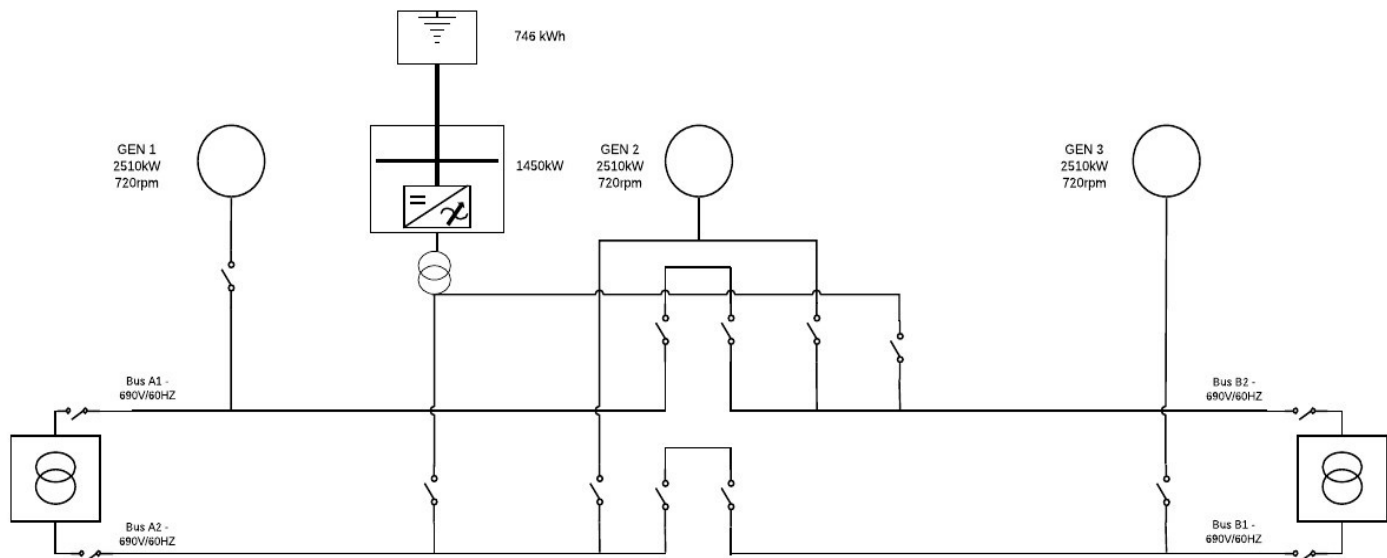 746 kWh
GEN 1
2510kW
720rpm
1450kW
GEN 2
2510kW
720rpm
GEN 3
2510kW
720rpm
Bus A1 -
690V/60HZ
Bus B2 -
690V/60HZ
Bus A2 -
690V/60HZ
Bus B1 -
690V/60HZ